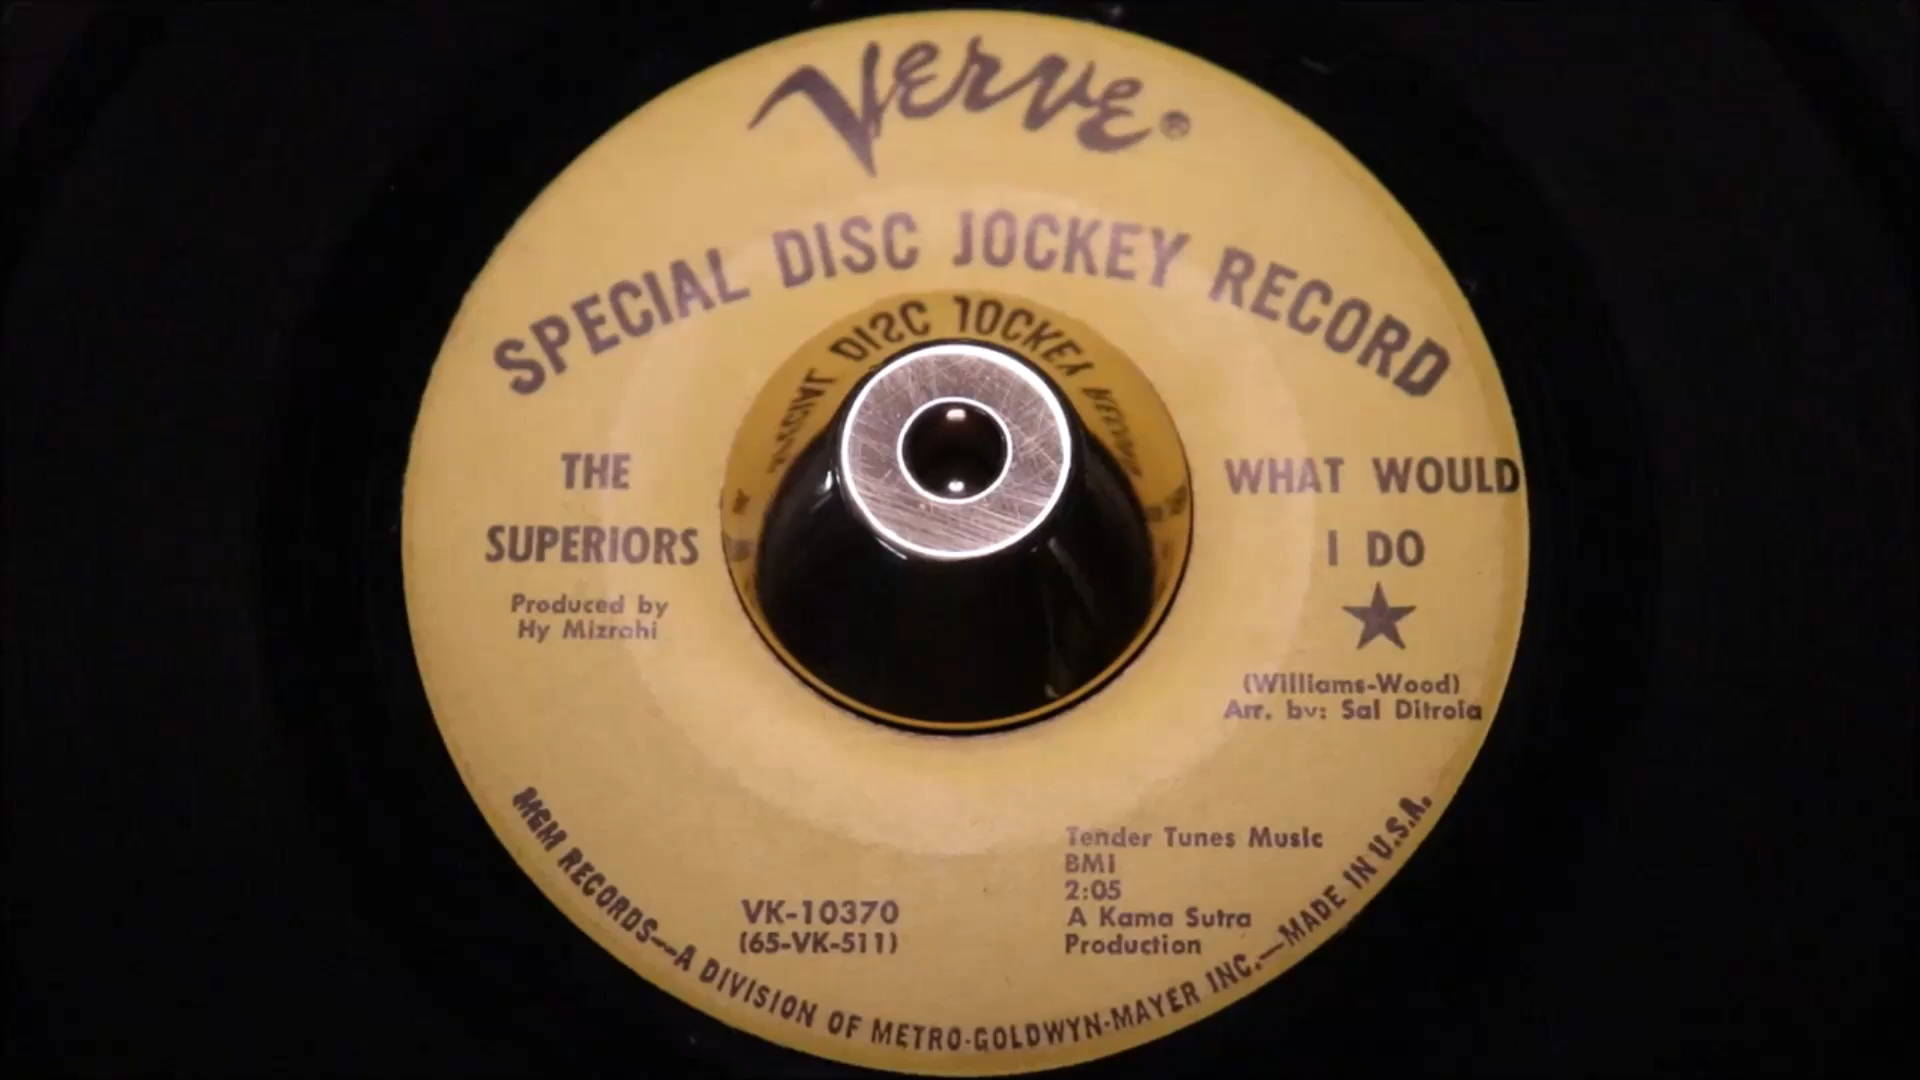 Verve®
SPECIAL DISC JOCKEY RECORD
DISC JOCKEY
THE
SUPERIORS
Produced by
Hy Mizrahi
WHAT WOULD
I DO
★
(Williams-Wood)
Arr. by: Sal Ditroia
Tender Tunes Music
BMI
2:05
A Kama Sutra
Production
VK-10370
(65-VK-511)
MGM RECORDS—A DIVISION OF METRO-GOLDWYN-MAYER INC.—MADE IN U.S.A.